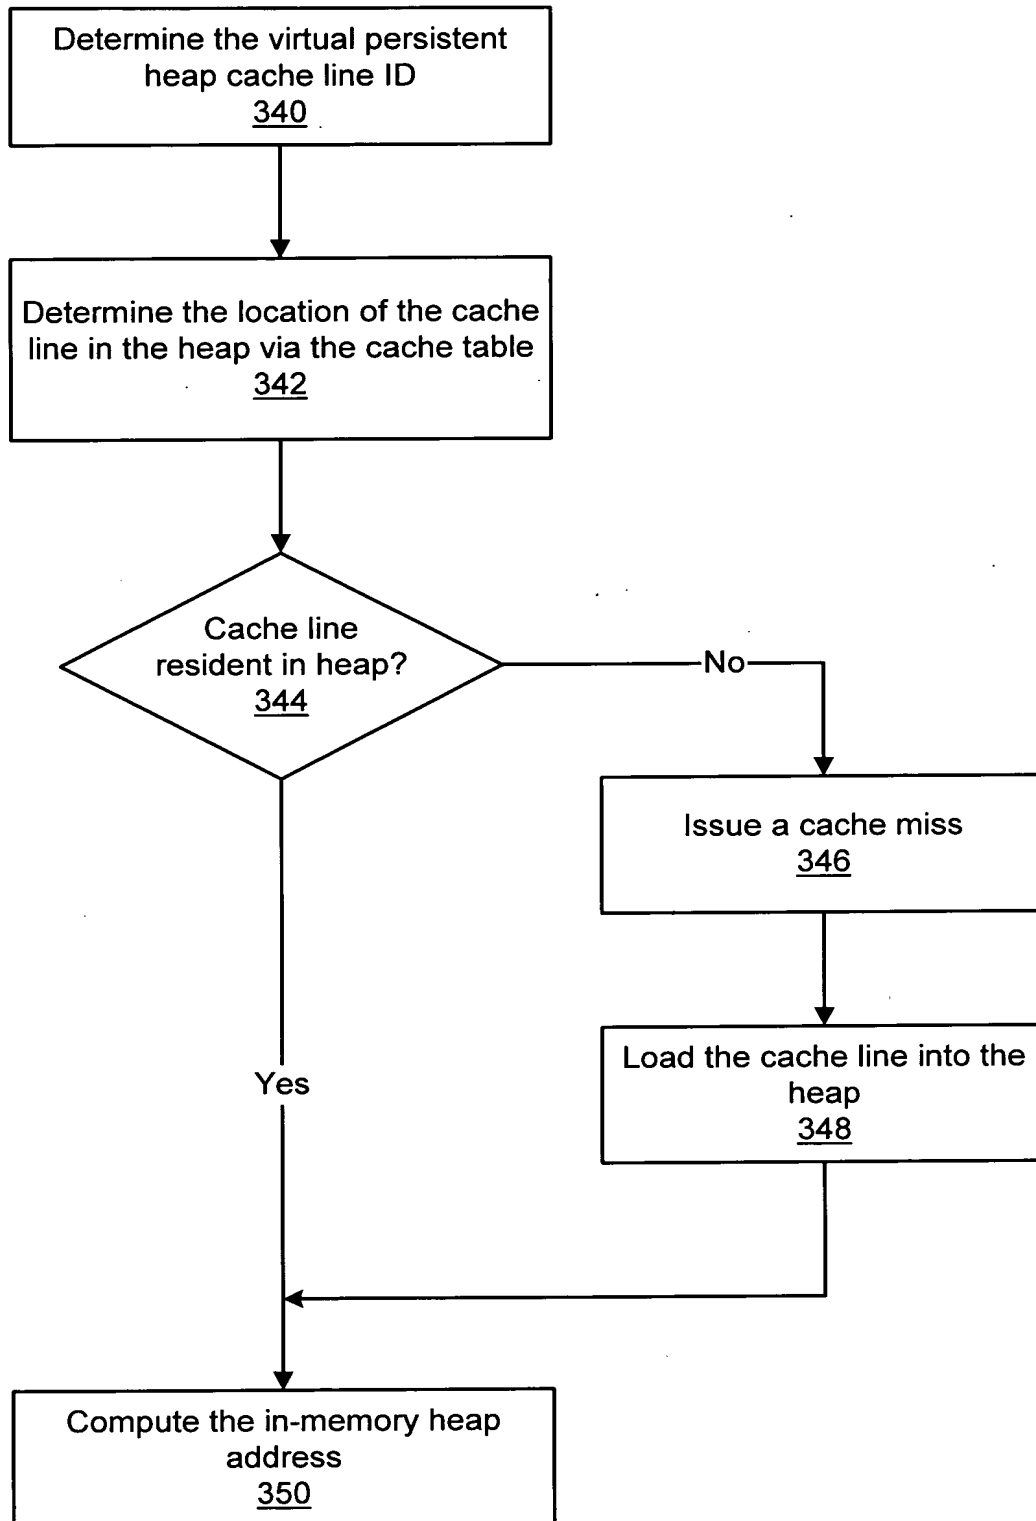 Determine the virtual persistent
heap cache line ID
340
Determine the location of the cache
line in the heap via the cache table
342
Cache line
resident in heap?
344
No
Issue a cache miss
346
Load the cache line into the
heap
348
Yes
Compute the in-memory heap
address
350